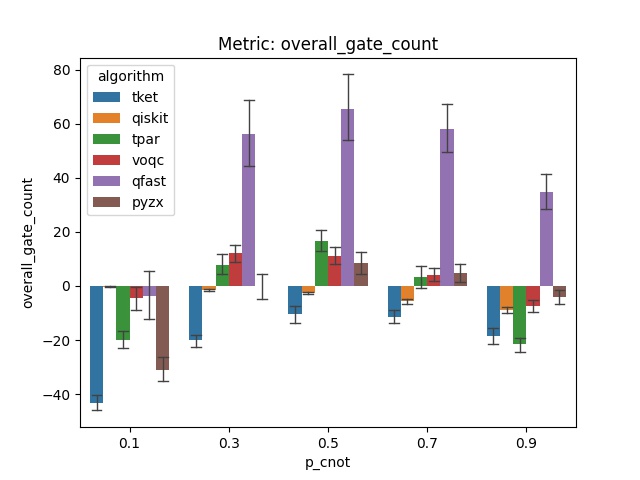 Metric: overall_gate_count
algorithm
tket
qiskit
tpar
voqc
qfast
pyzx
overall_gate_count
80
60
40
20
0
−20
−40
0.1 0.3 0.5 0.7 0.9
p_cnot